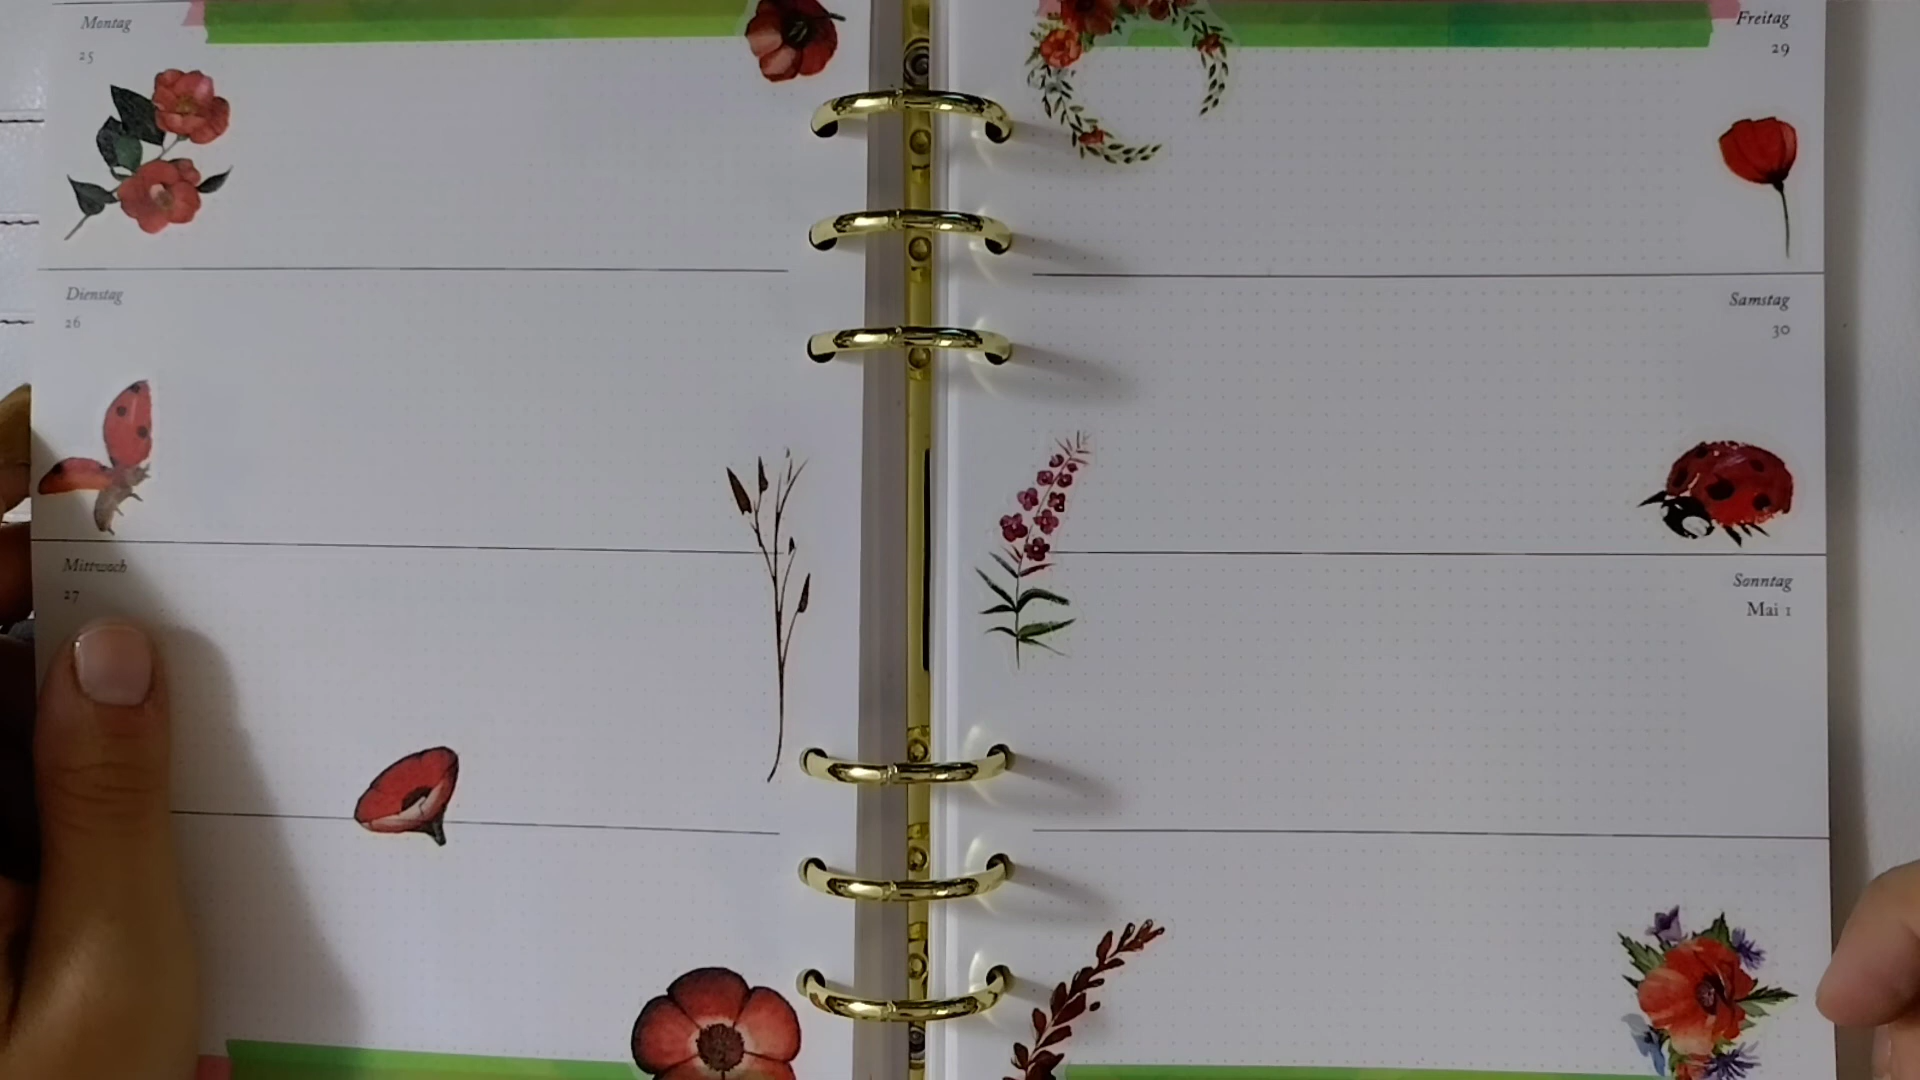 Montag
25
Dienstag
26
Mittwoch
27
Freitag
29
Samstag
30
Sonntag
Mai 1